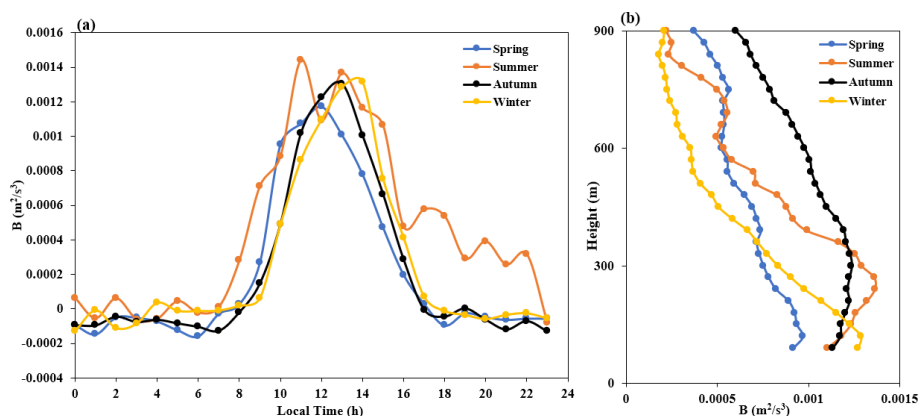 (a)
0.0016
0.0014
0.0012
0.001
0.0008
0.0006
0.0004
0.0002
0
-0.0002
-0.0004
B (m²/s³)
0 2 4 6 8 10 12 14 16 18 20 22 24
Local Time (h)
Spring
Summer
Autumn
Winter
(b)
900
600
300
0
Height (m)
0 0.0005 0.001 0.0015
B (m²/s³)
Spring
Summer
Autumn
Winter